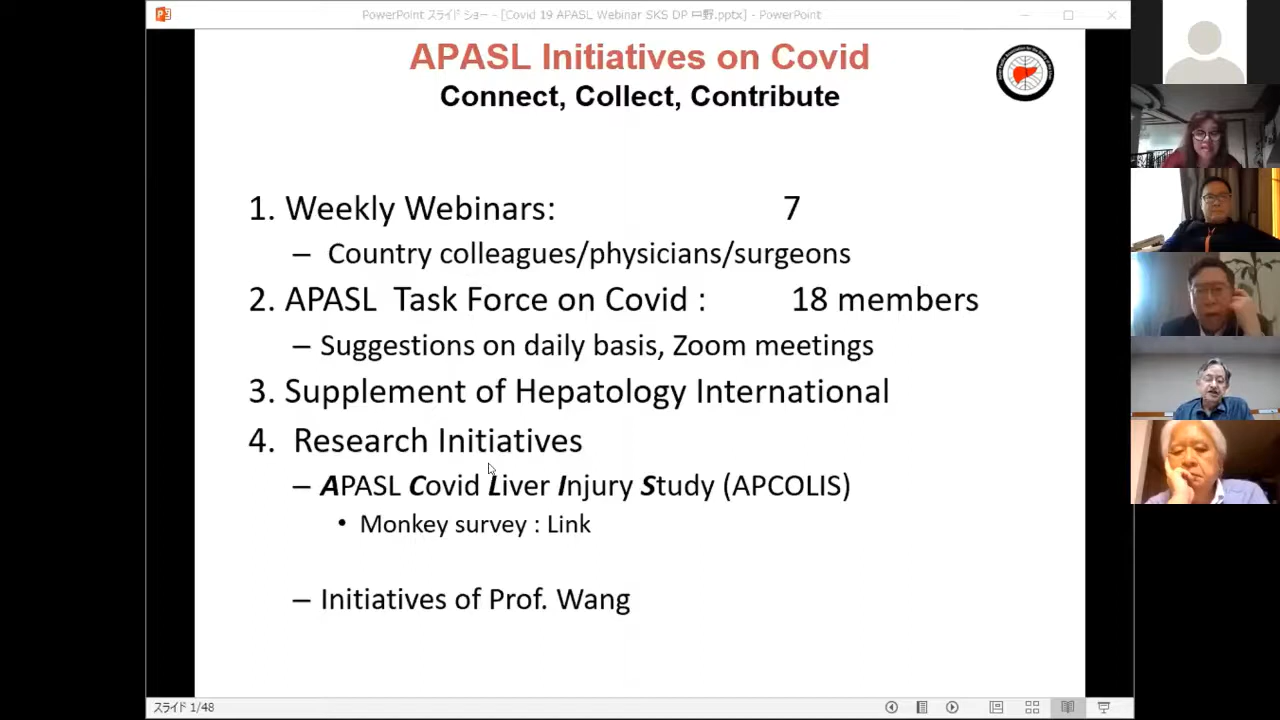 PowerPoint スライド ショー - [Covid 19 APASL Webinar SKS DP 中野.pptx] - PowerPoint
APASL Initiatives on Covid
Connect, Collect, Contribute
1. Weekly Webinars: 7
– Country colleagues/physicians/surgeons
2. APASL Task Force on Covid : 18 members
– Suggestions on daily basis, Zoom meetings
3. Supplement of Hepatology International
4. Research Initiatives
– APASL Covid Liver Injury Study (APCOLIS)
• Monkey survey : Link
– Initiatives of Prof. Wang
スライド 1/48